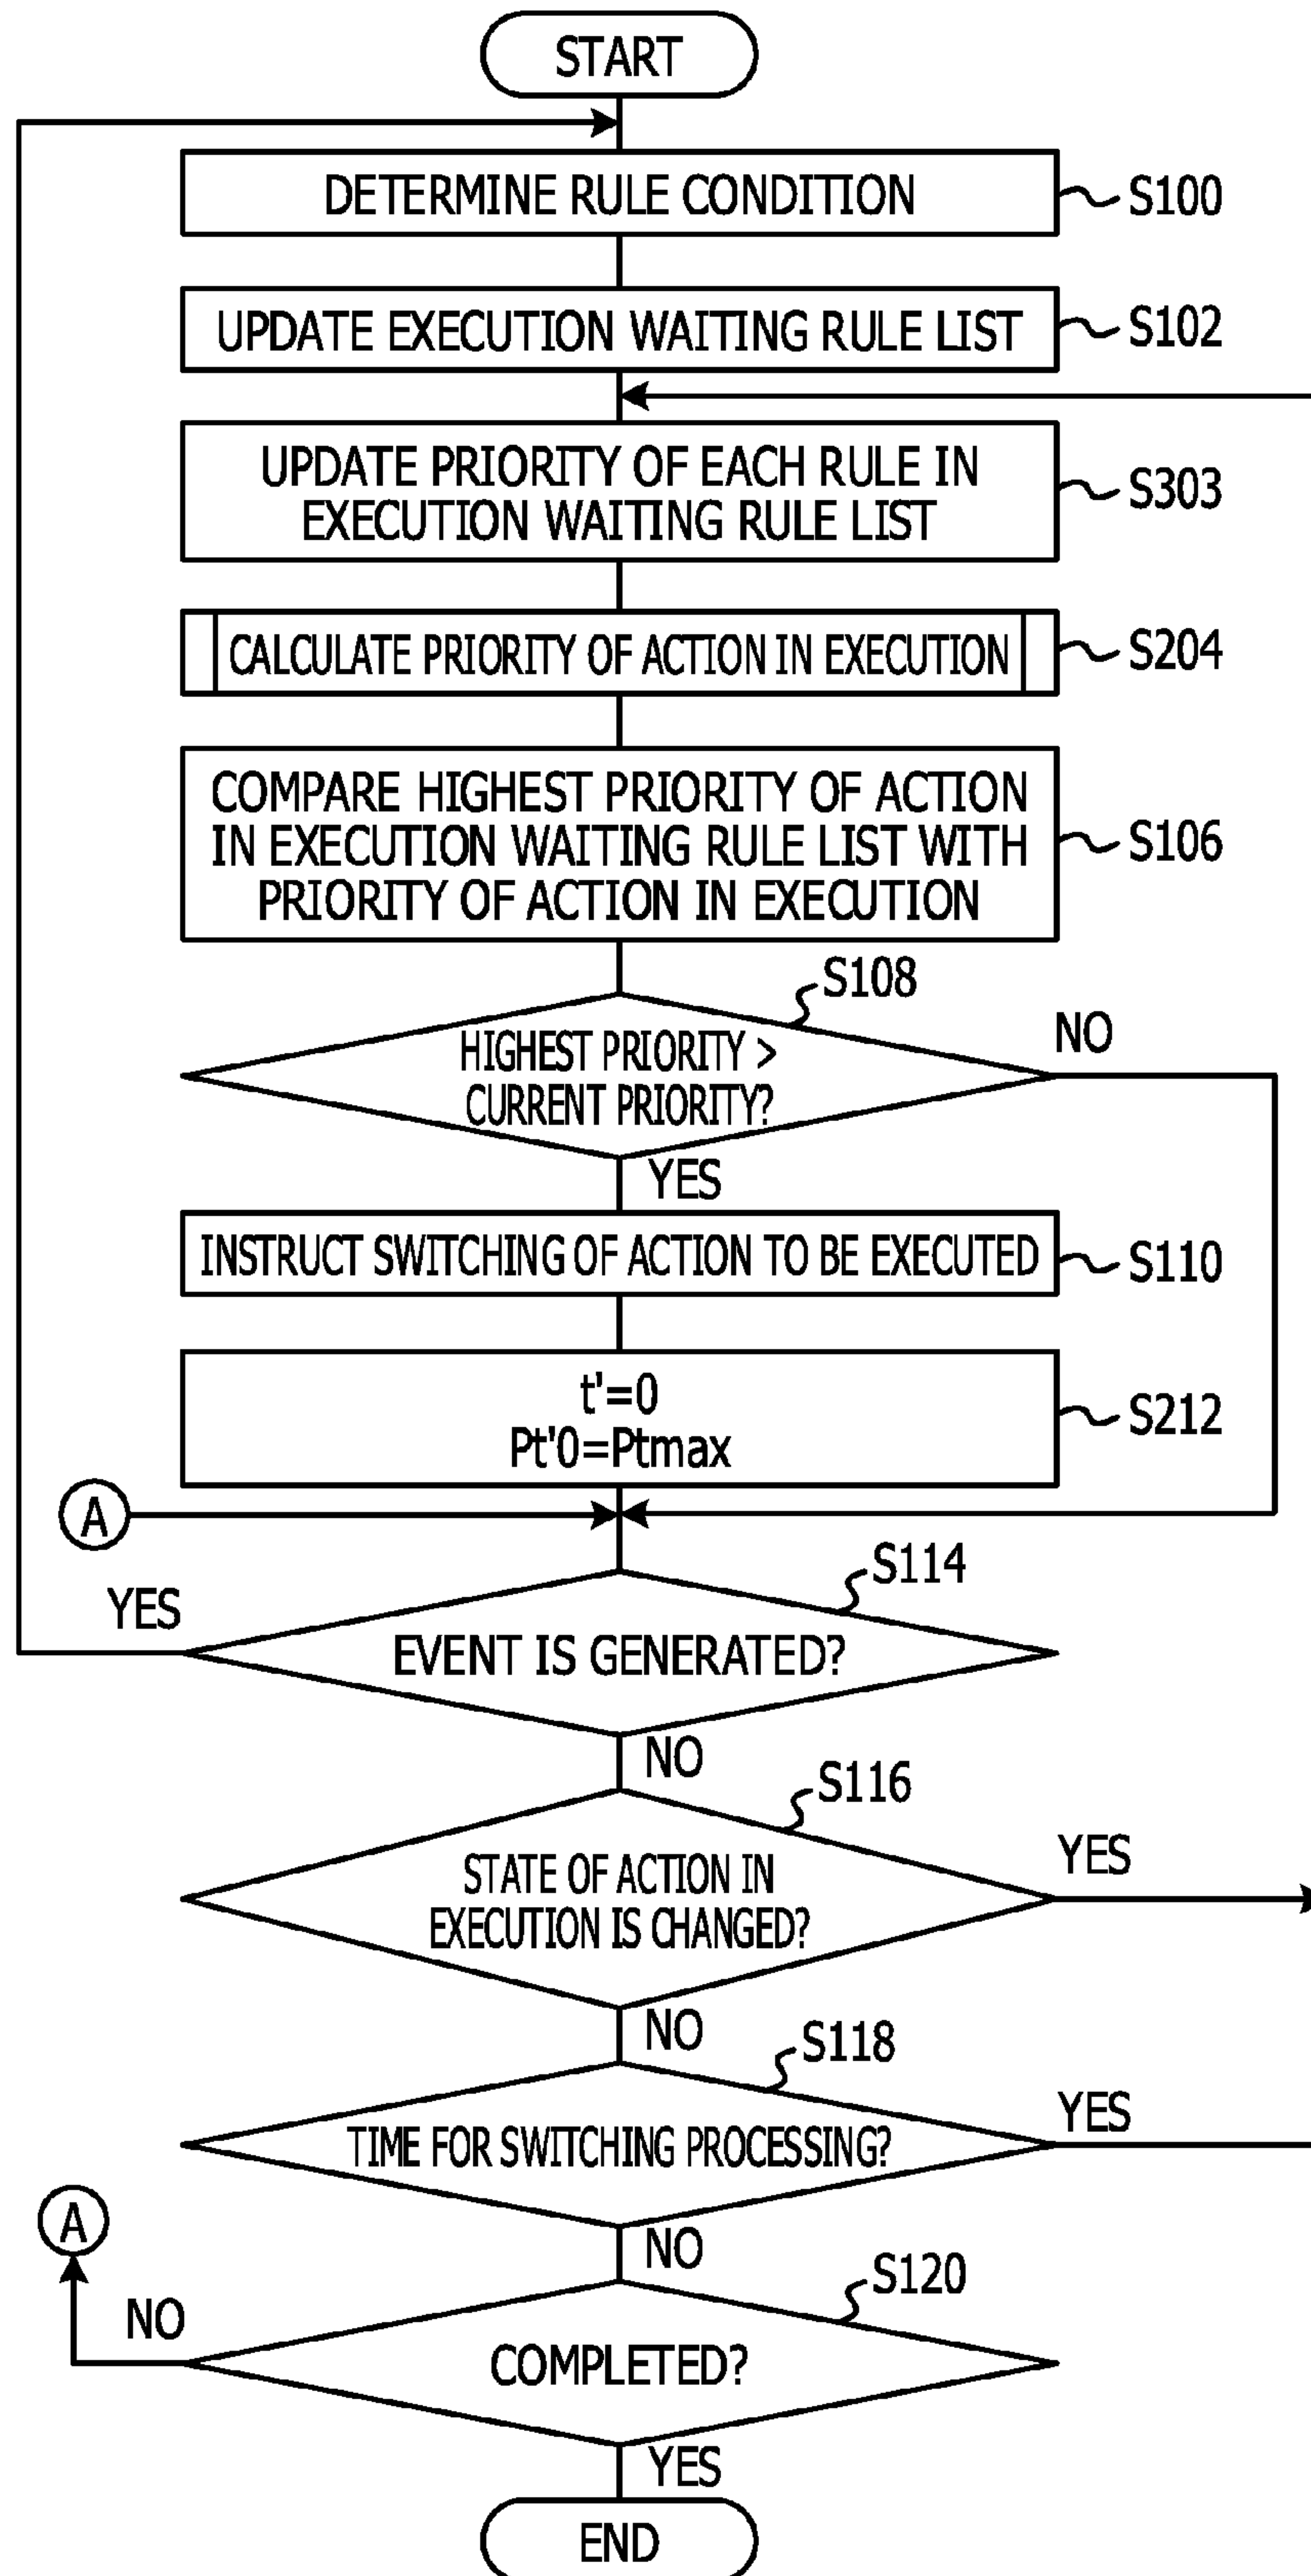 START
DETERMINE RULE CONDITION
S100
UPDATE EXECUTION WAITING RULE LIST
S102
UPDATE PRIORITY OF EACH RULE IN
EXECUTION WAITING RULE LIST
S303
CALCULATE PRIORITY OF ACTION IN EXECUTION
S204
COMPARE HIGHEST PRIORITY OF ACTION
IN EXECUTION WAITING RULE LIST WITH
PRIORITY OF ACTION IN EXECUTION
S106
S108
HIGHEST PRIORITY >
CURRENT PRIORITY?
NO
YES
INSTRUCT SWITCHING OF ACTION TO BE EXECUTED
S110
t'=0
Pt'0=Ptmax
S212
A
S114
YES
EVENT IS GENERATED?
NO
S116
STATE OF ACTION IN
EXECUTION IS CHANGED?
YES
NO
S118
TIME FOR SWITCHING PROCESSING?
YES
A
NO
S120
NO
COMPLETED?
YES
END